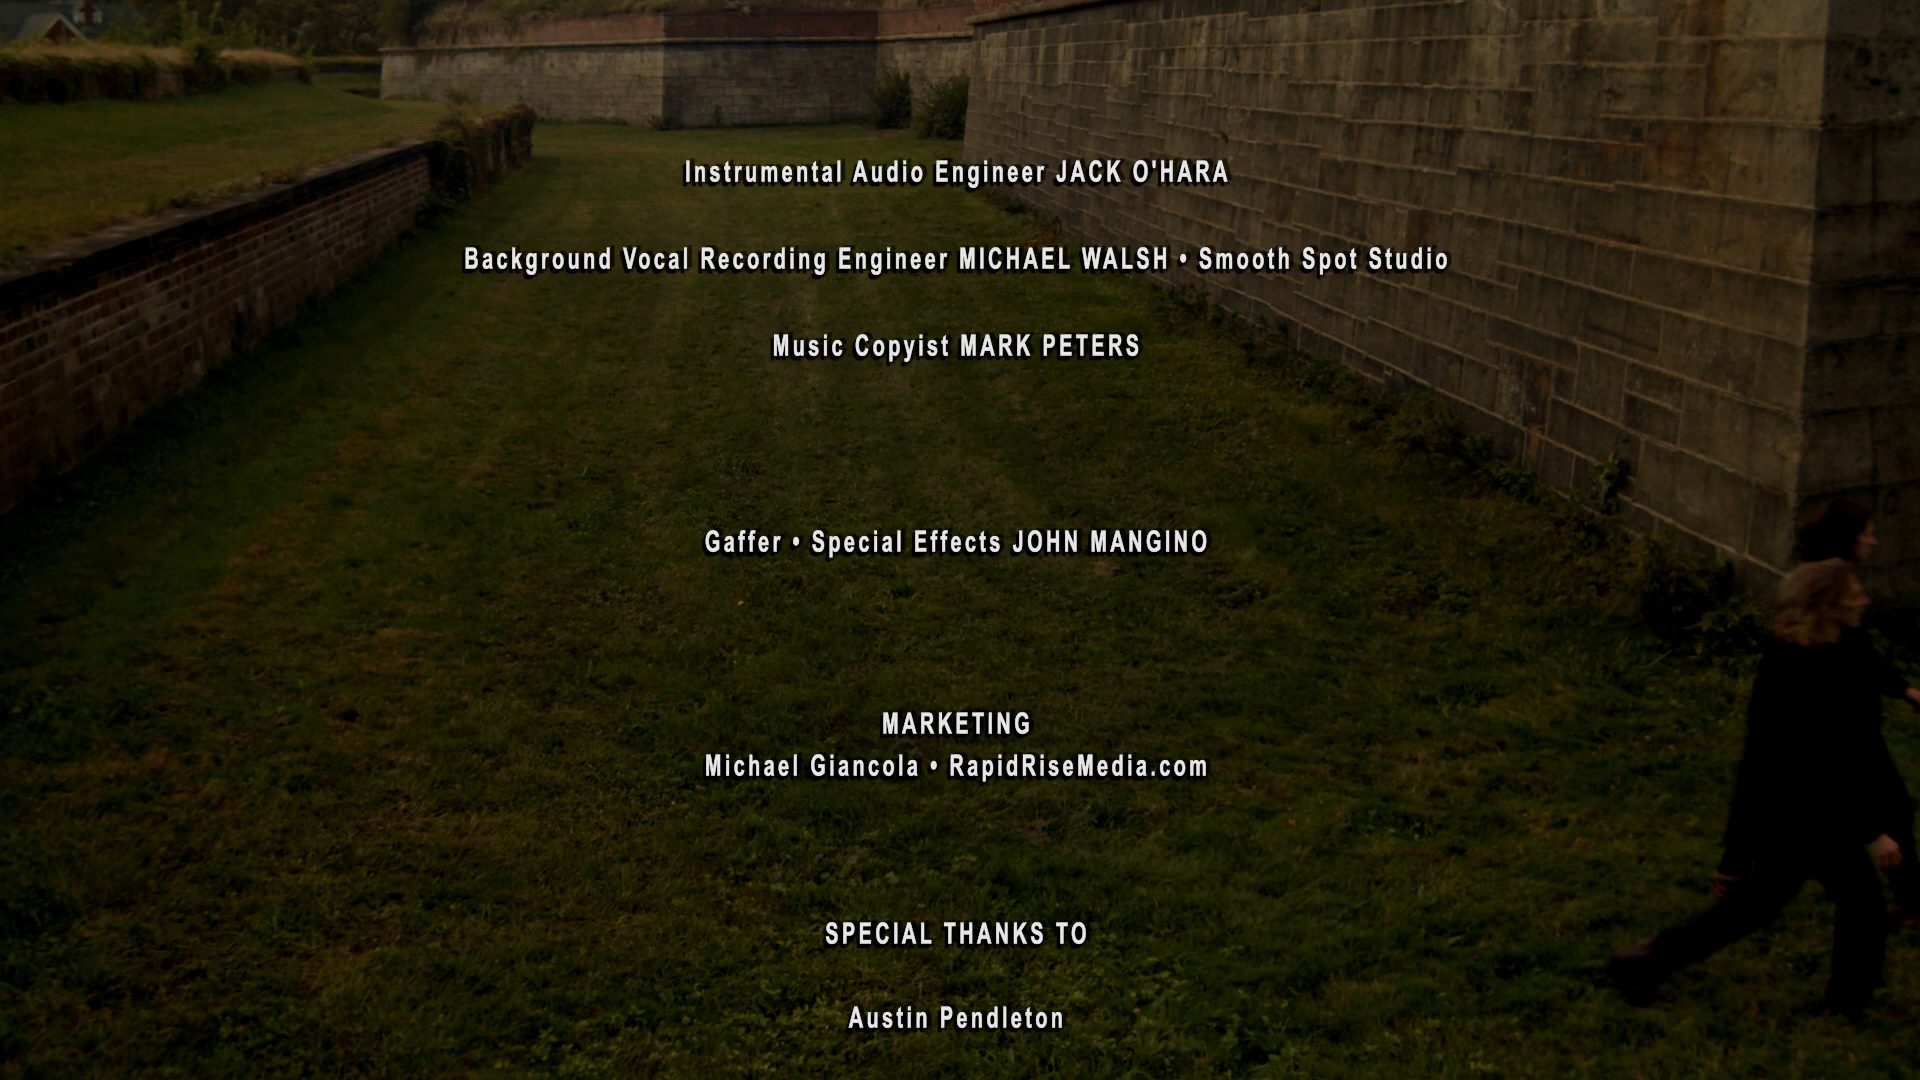 Instrumental Audio Engineer JACK O'HARA
Background Vocal Recording Engineer MICHAEL WALSH • Smooth Spot Studio
Music Copyist MARK PETERS
Gaffer • Special Effects JOHN MANGINO
MARKETING
Michael Giancola • RapidRiseMedia.com
SPECIAL THANKS TO
Austin Pendleton